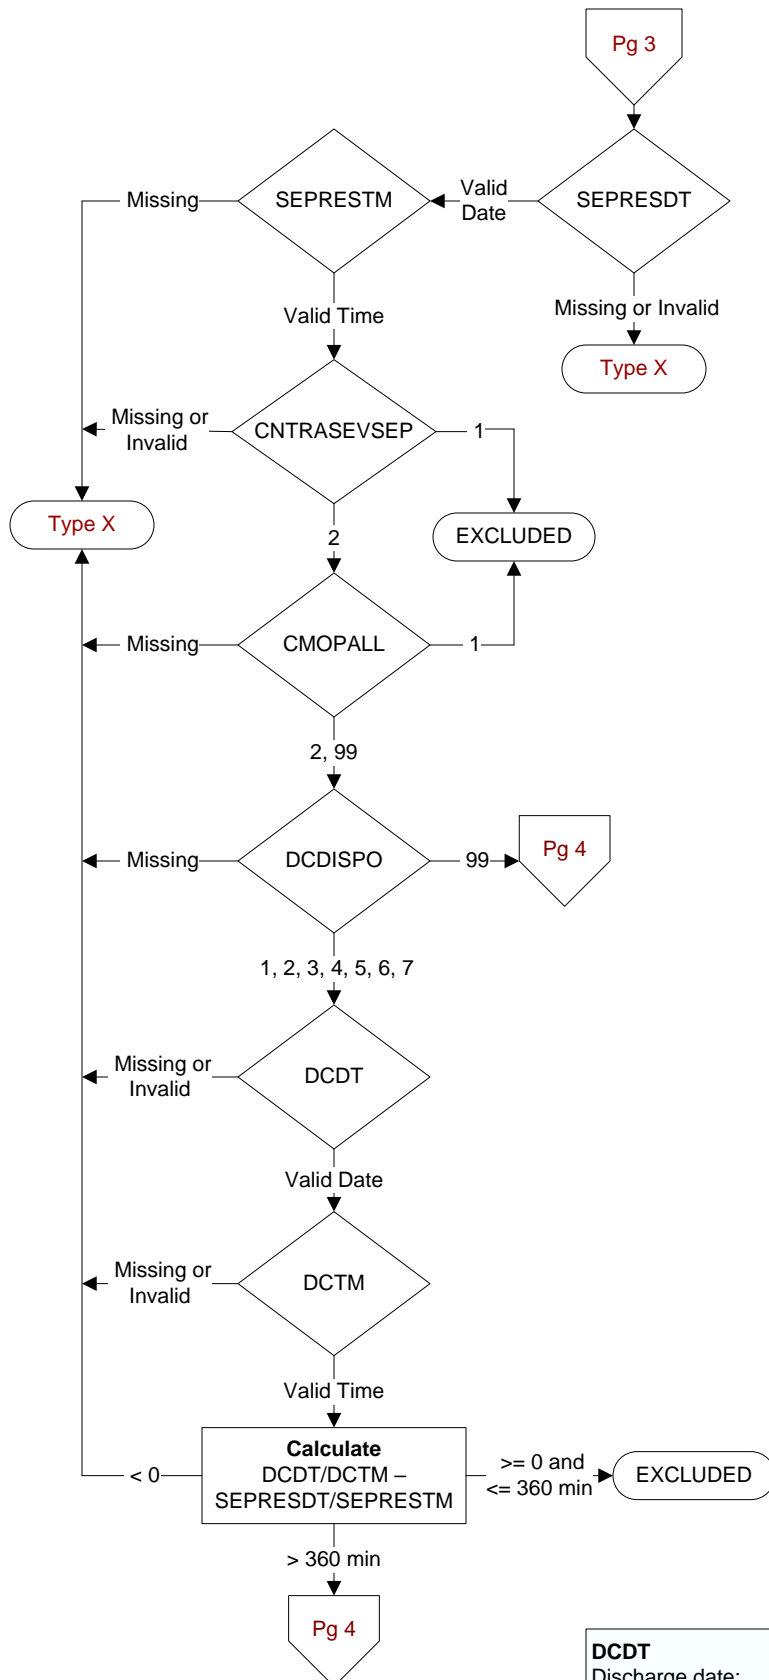 Pg 3
SEPRESDT
Valid
Date
SEPRESTM
Missing
Missing or Invalid
Type X
Valid Time
CNTRASEVSEP
Missing or
Invalid
1
Type X
EXCLUDED
2
CMOPALL
Missing
1
2, 99
DCDISPO
Missing
99
Pg 4
1, 2, 3, 4, 5, 6, 7
DCDT
Missing or
Invalid
Valid Date
DCTM
Missing or
Invalid
Valid Time
Calculate
DCDT/DCTM –
SEPRESDT/SEPRESTM
< 0
>= 0 and
<= 360 min
EXCLUDED
> 360 min
Pg 4
DCDT
Discharge date: